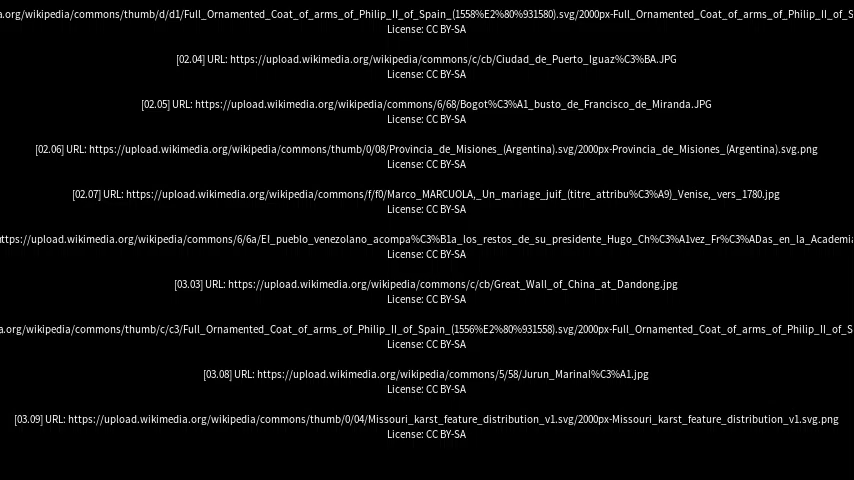 a.org/wikipedia/commons/thumb/d/d1/Full_Ornamented_Coat_of_arms_of_Philip_II_of_Spain_(1558%E2%80%931580).svg/2000px-Full_Ornamented_Coat_of_arms_of_Philip_II_of_S
License: CC BY-SA
[02.04] URL: https://upload.wikimedia.org/wikipedia/commons/c/cb/Ciudad_de_Puerto_Iguaz%C3%BA.JPG
License: CC BY-SA
[02.05] URL: https://upload.wikimedia.org/wikipedia/commons/6/68/Bogot%C3%A1_busto_de_Francisco_de_Miranda.JPG
License: CC BY-SA
[02.06] URL: https://upload.wikimedia.org/wikipedia/commons/thumb/0/08/Provincia_de_Misiones_(Argentina).svg/2000px-Provincia_de_Misiones_(Argentina).svg.png
License: CC BY-SA
[02.07] URL: https://upload.wikimedia.org/wikipedia/commons/f/f0/Marco_MARCUOLA,_Un_mariage_juif_(titre_attribu%C3%A9)_Venise,_vers_1780.jpg
License: CC BY-SA
ttps://upload.wikimedia.org/wikipedia/commons/6/6a/El_pueblo_venezolano_acompa%C3%B1a_los_restos_de_su_presidente_Hugo_Ch%C3%A1vez_Fr%C3%ADas_en_la_Academia
License: CC BY-SA
[03.03] URL: https://upload.wikimedia.org/wikipedia/commons/c/cb/Great_Wall_of_China_at_Dandong.jpg
License: CC BY-SA
a.org/wikipedia/commons/thumb/c/c3/Full_Ornamented_Coat_of_arms_of_Philip_II_of_Spain_(1556%E2%80%931558).svg/2000px-Full_Ornamented_Coat_of_arms_of_Philip_II_of_S
License: CC BY-SA
[03.08] URL: https://upload.wikimedia.org/wikipedia/commons/5/58/Jurun_Marinal%C3%A1.jpg
License: CC BY-SA
[03.09] URL: https://upload.wikimedia.org/wikipedia/commons/thumb/0/04/Missouri_karst_feature_distribution_v1.svg/2000px-Missouri_karst_feature_distribution_v1.svg.png
License: CC BY-SA